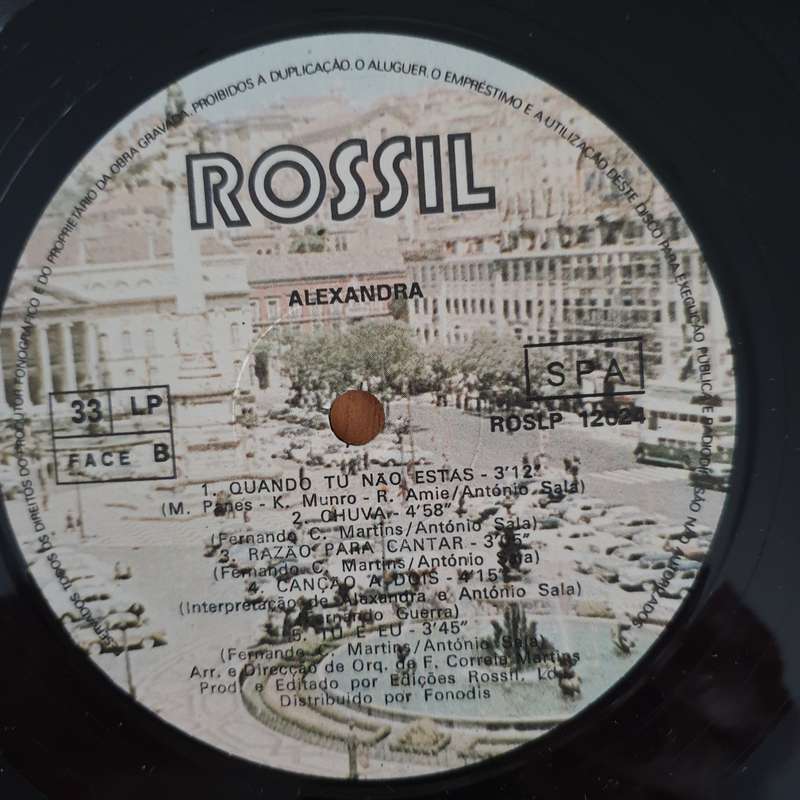 RESERVADOS TODOS OS DIREITOS DO PRODUTOR FONOGRÁFICO E DO PROPRIETÁRIO DA OBRA GRAVADA. PROIBIDOS A DUPLICAÇÃO. O ALUGUER. O EMPRÉSTIMO E A UTILIZAÇÃO DESTE DISCO PARA EXECUÇÃO PÚBLICA E RADIODIFUSÃO NÃO AUTORIZADOS
ROSSIL
ALEXANDRA
SPA
33 LP
ROSLP 12024
FACE B
1. QUANDO TU NÃO ESTAS - 3'12"
(M. Panes - K. Munro - R. Amie/António Sala)
2. CHUVA - 4'58"
(Fernando C. Martins/António Sala)
3. RAZÃO PARA CANTAR - 3'05"
(Fernando C. Martins/António Sala)
4. CANÇÃO A DOIS - 4'15"
(Interpretação de Alexandra e António Sala)
(Fernando Guerra)
5. TU E EU - 3'45"
(Fernando C. Martins/António Sala)
Arr. e Direcção de Orq. de F. Correia Martins
Prod. e Editado por Edições Rossil, Lda.
Distribuido por Fonodis